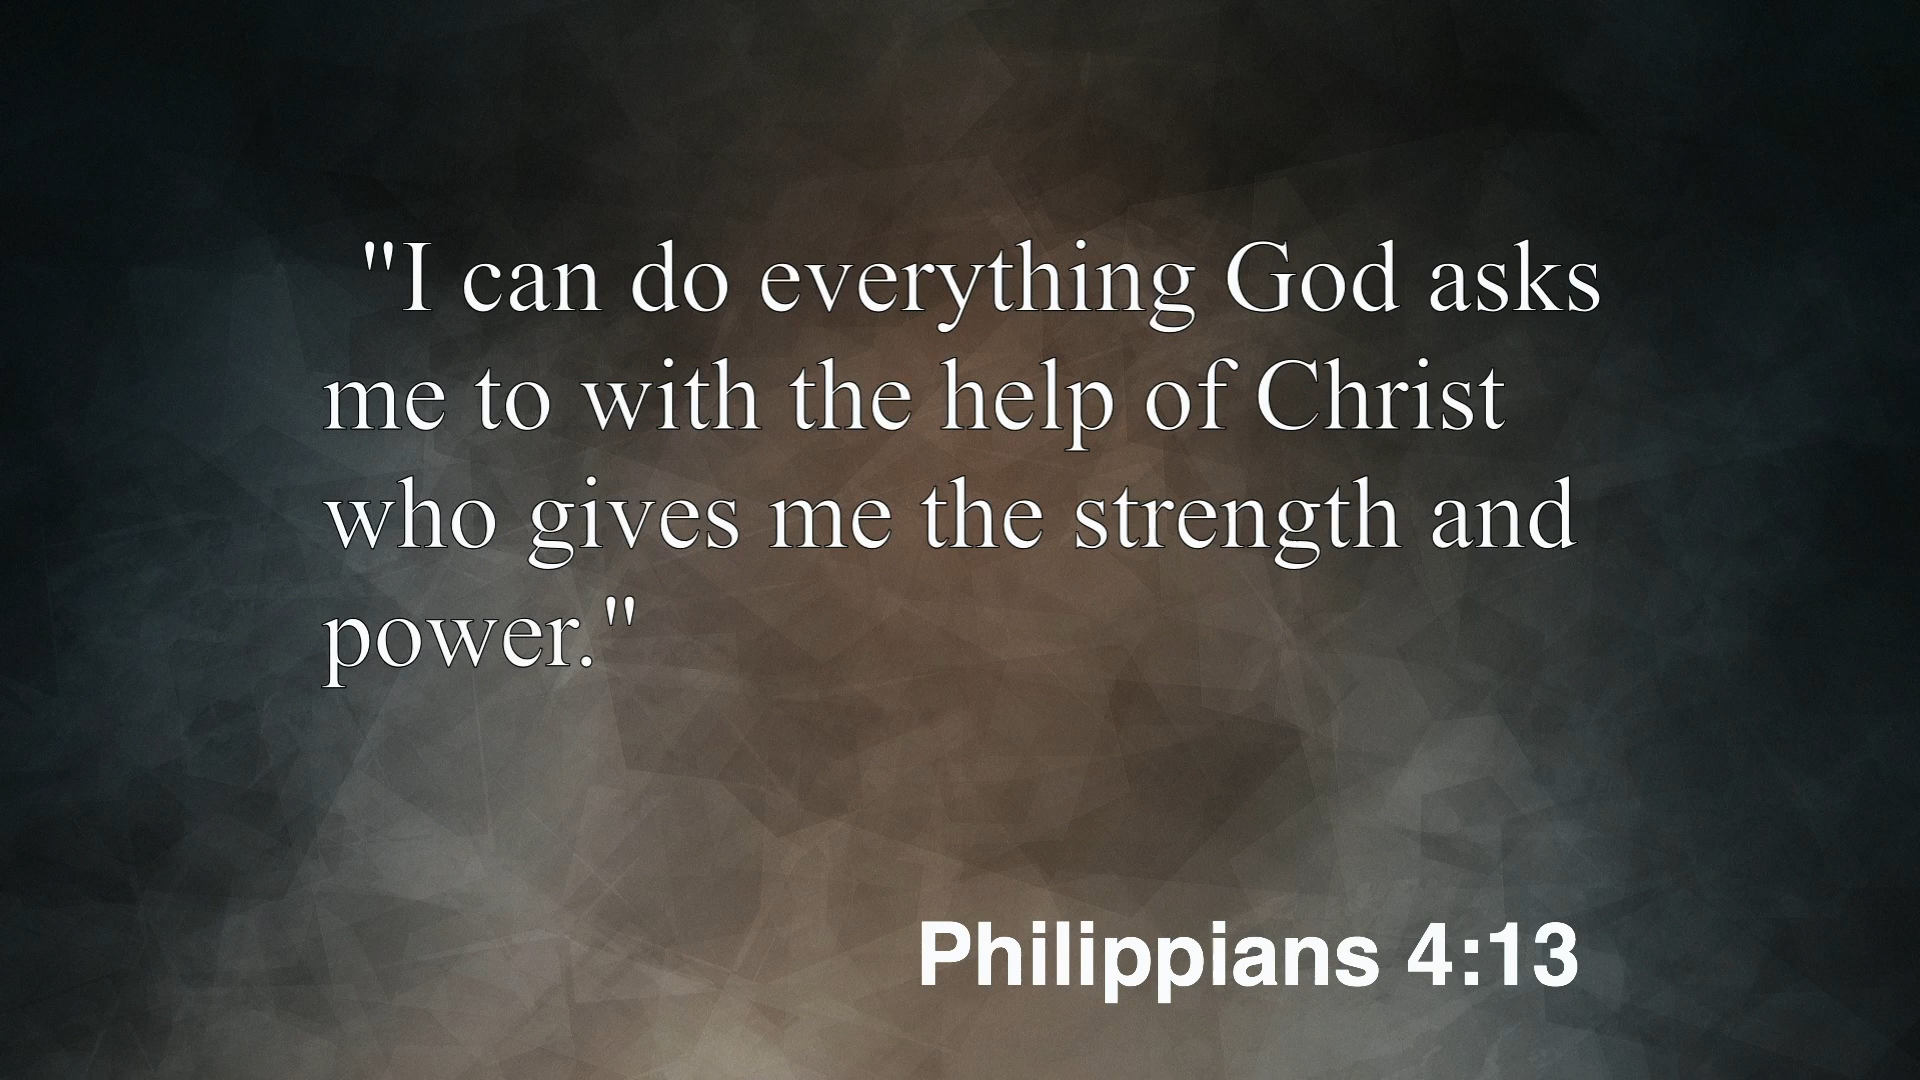 "I can do everything God asks
me to with the help of Christ
who gives me the strength and
power."
Philippians 4:13